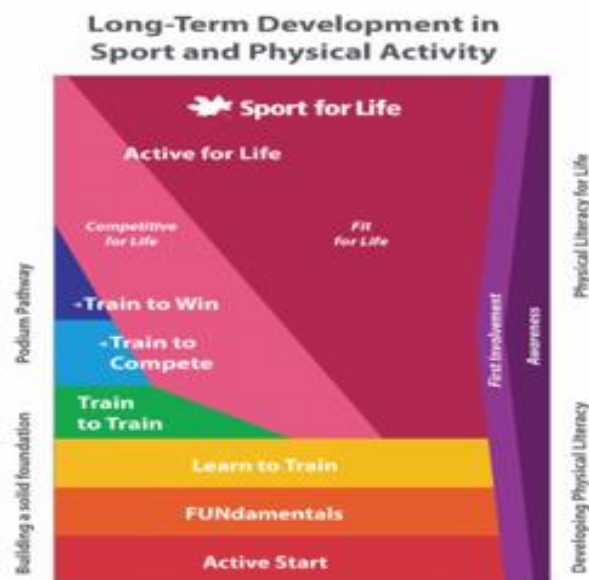 Long-Term Development in
Sport and Physical Activity
Sport for Life
Active for Life
Competitive
for Life
Fit
for Life
Train to Win
Train to
Compete
Train
to Train
Learn to Train
FUNdamentals
Active Start
Podium Pathway
Building a solid foundation
First Involvement
Awareness
Physical Literacy for Life
Developing Physical Literacy